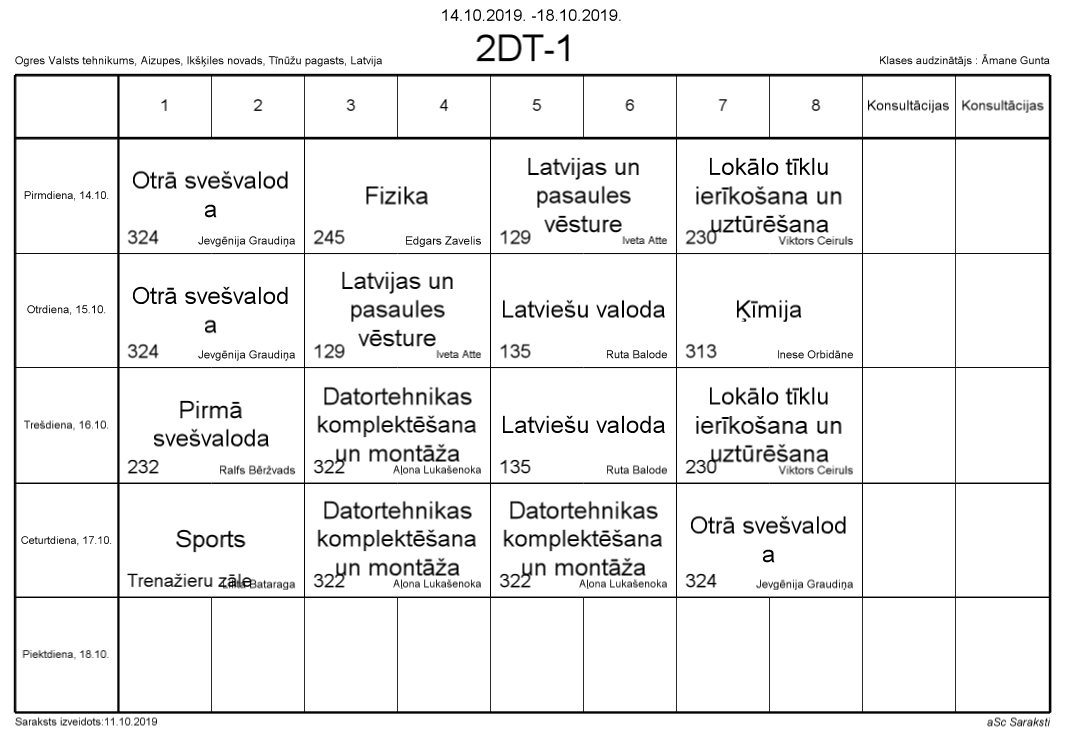 14.10.2019. -18.10.2019.
2DT-1
Ogres Valsts tehnikums, Aizupes, Ikšķiles novads, Tīnūžu pagasts, Latvija
Klases audzinātājs : Āmane Gunta
1 2 3 4 5 6 7 8 Konsultācijas Konsultācijas
Pirmdiena, 14.10.
Otrā svešvalod
a
324 Jevgēnija Graudiņa
Fizika
245 Edgars Zavelis
Latvijas un
pasaules
vēsture
129 Iveta Atte
Lokālo tīklu
ierīkošana un
uztūrēšana
230 Viktors Ceiruls
Otrdiena, 15.10.
Otrā svešvalod
a
324 Jevgēnija Graudiņa
Latvijas un
pasaules
vēsture
129 Iveta Atte
Latviešu valoda
135 Ruta Balode
Ķīmija
313 Inese Orbidāne
Trešdiena, 16.10.
Pirmā
svešvaloda
232 Ralfs Bēržvads
Datortehnikas
komplektēšana
un montāža
322 Aļona Lukašenoka
Latviešu valoda
135 Ruta Balode
Lokālo tīklu
ierīkošana un
uztūrēšana
230 Viktors Ceiruls
Ceturtdiena, 17.10.
Sports
Trenažieru zāle Bataraga
Datortehnikas
komplektēšana
un montāža
322 Aļona Lukašenoka
Datortehnikas
komplektēšana
un montāža
322 Aļona Lukašenoka
Otrā svešvalod
a
324 Jevgēnija Graudiņa
Piektdiena, 18.10.
Saraksts izveidots:11.10.2019
aSc Saraksti